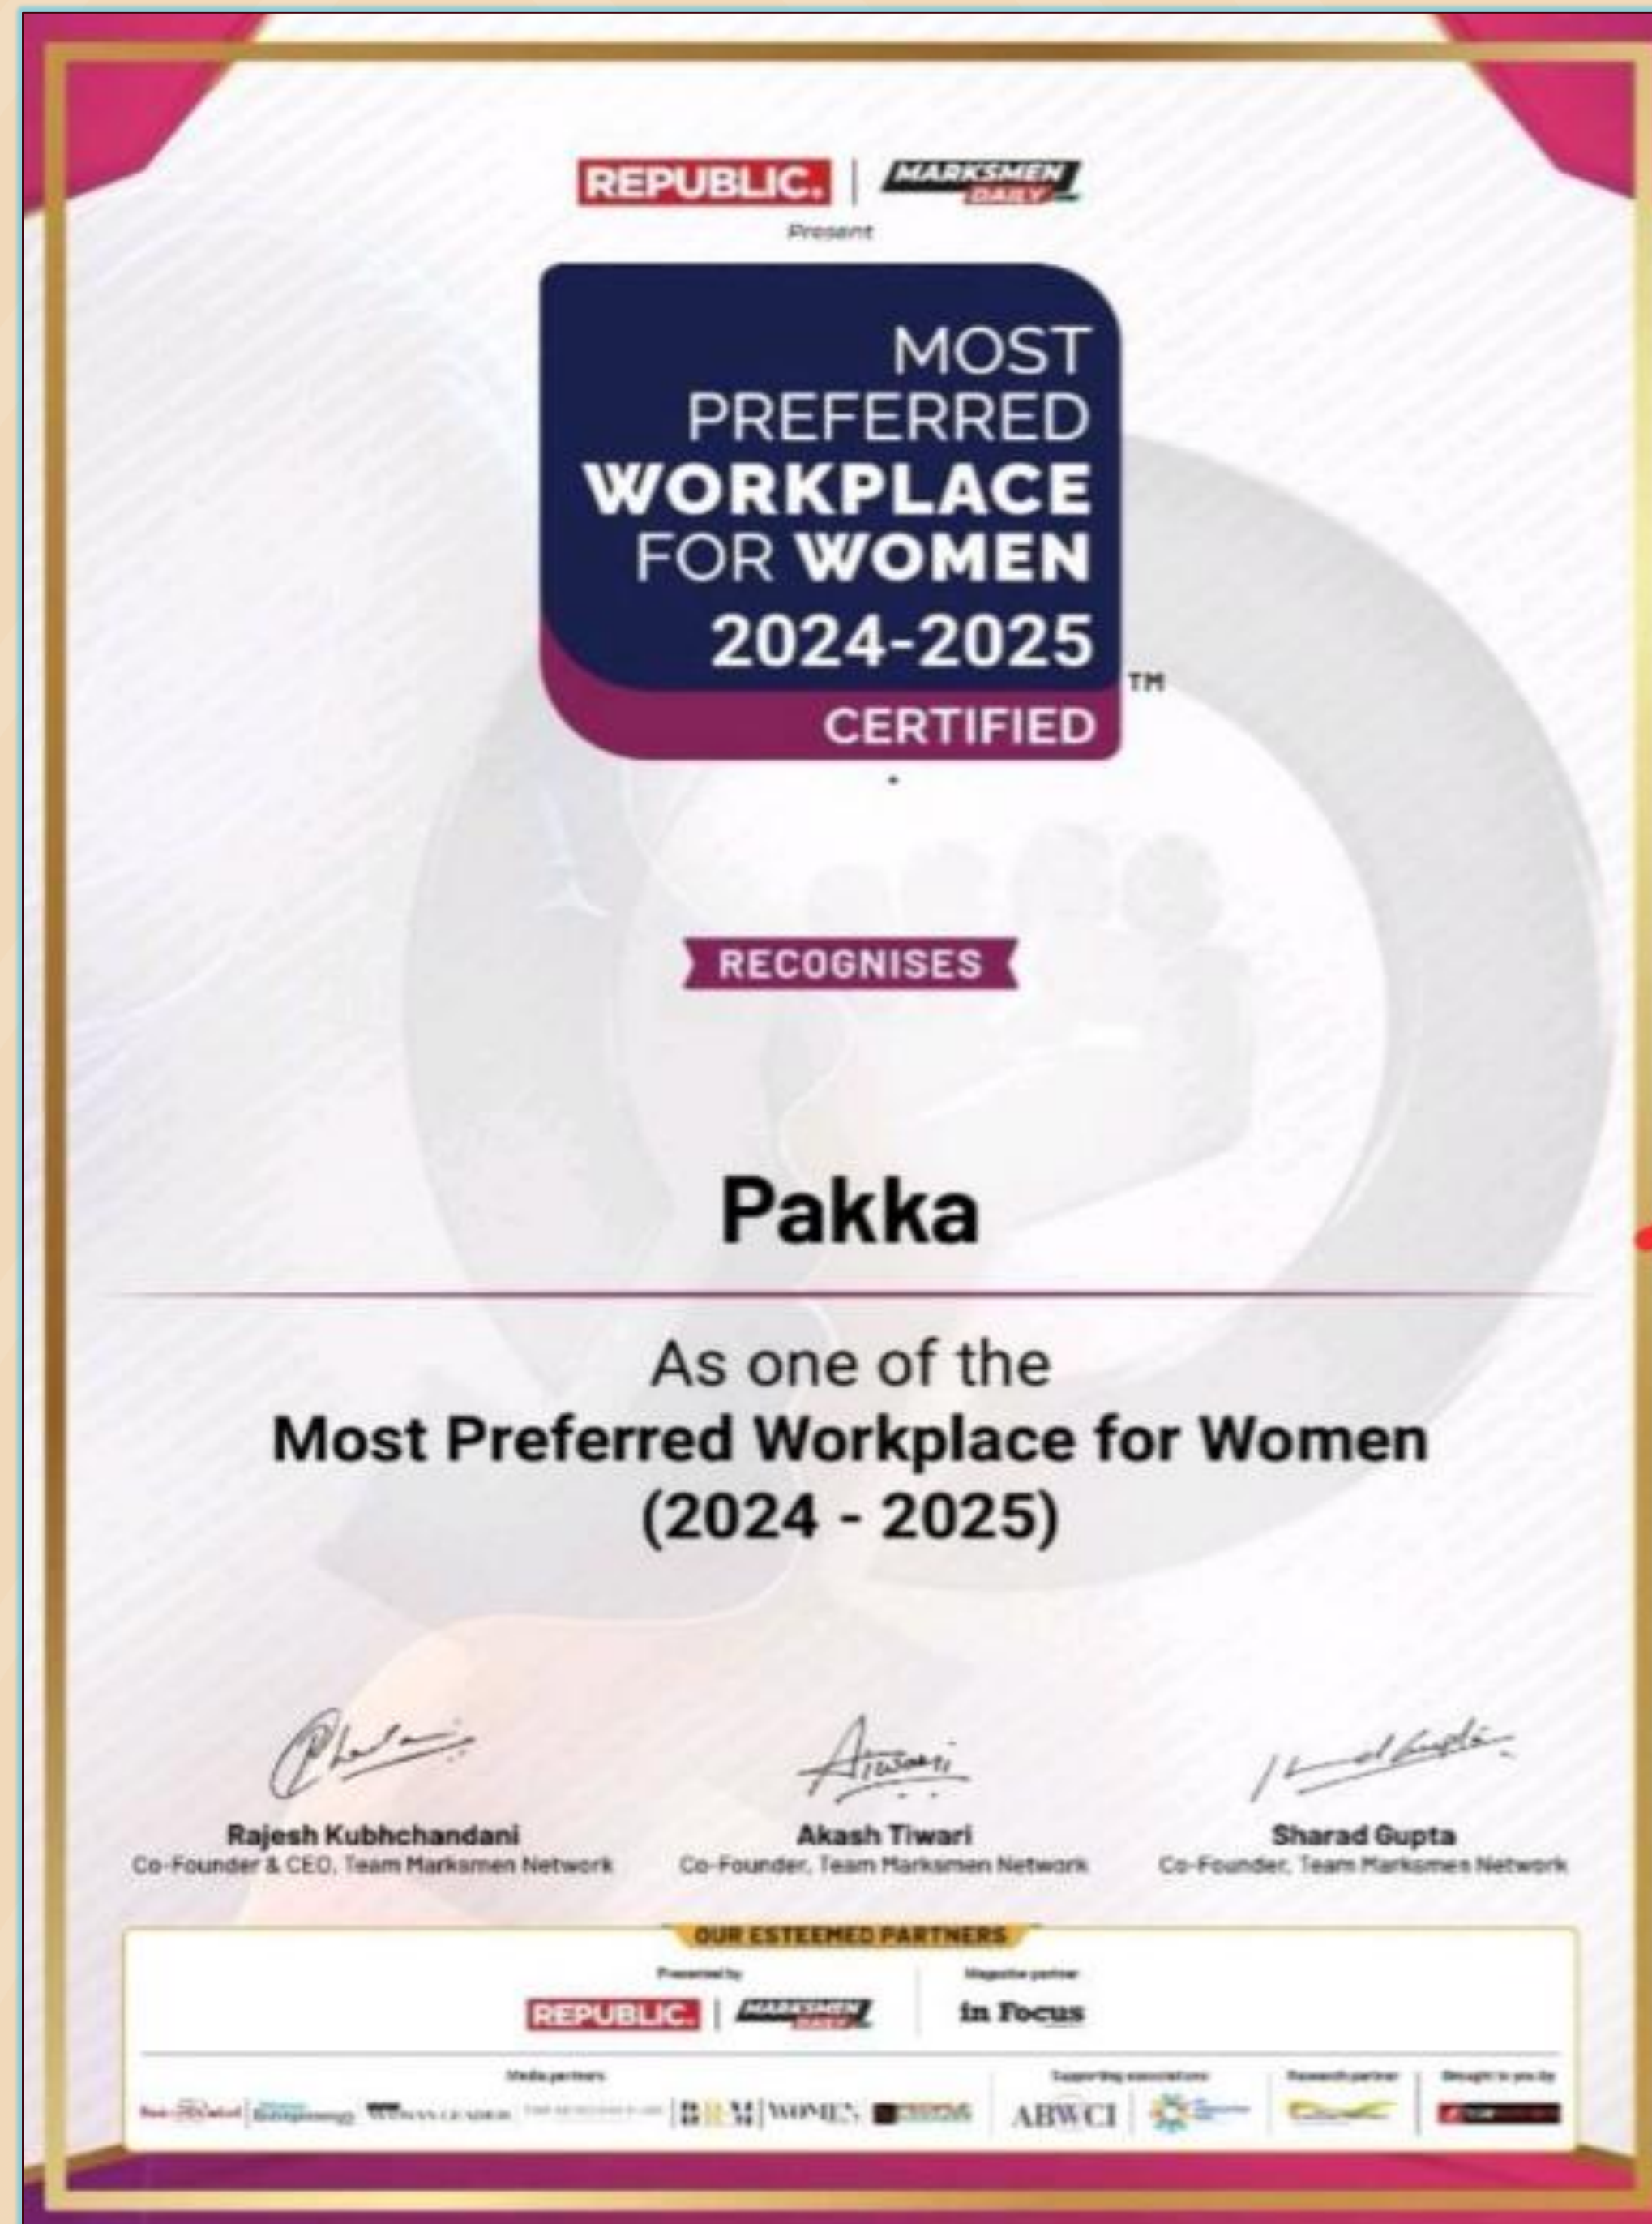 REPUBLIC. | MARKSMEN DAILY
Present
MOST
PREFERRED
WORKPLACE
FOR WOMEN
2024-2025
TM
CERTIFIED
RECOGNISES
Pakka
As one of the
Most Preferred Workplace for Women
(2024 - 2025)
Rajesh Kubhchandani
Co-Founder & CEO, Team Marksmen Network
Akash Tiwari
Co-Founder, Team Marksmen Network
Sharad Gupta
Co-Founder, Team Marksmen Network
OUR ESTEEMED PARTNERS
Presented by
Magazine partner
REPUBLIC. | MARKSMEN DAILY
in Focus
Media partners
Supporting associations
Research partner
Brought to you by
WOMEN'S
PEOPLE
ABWCI